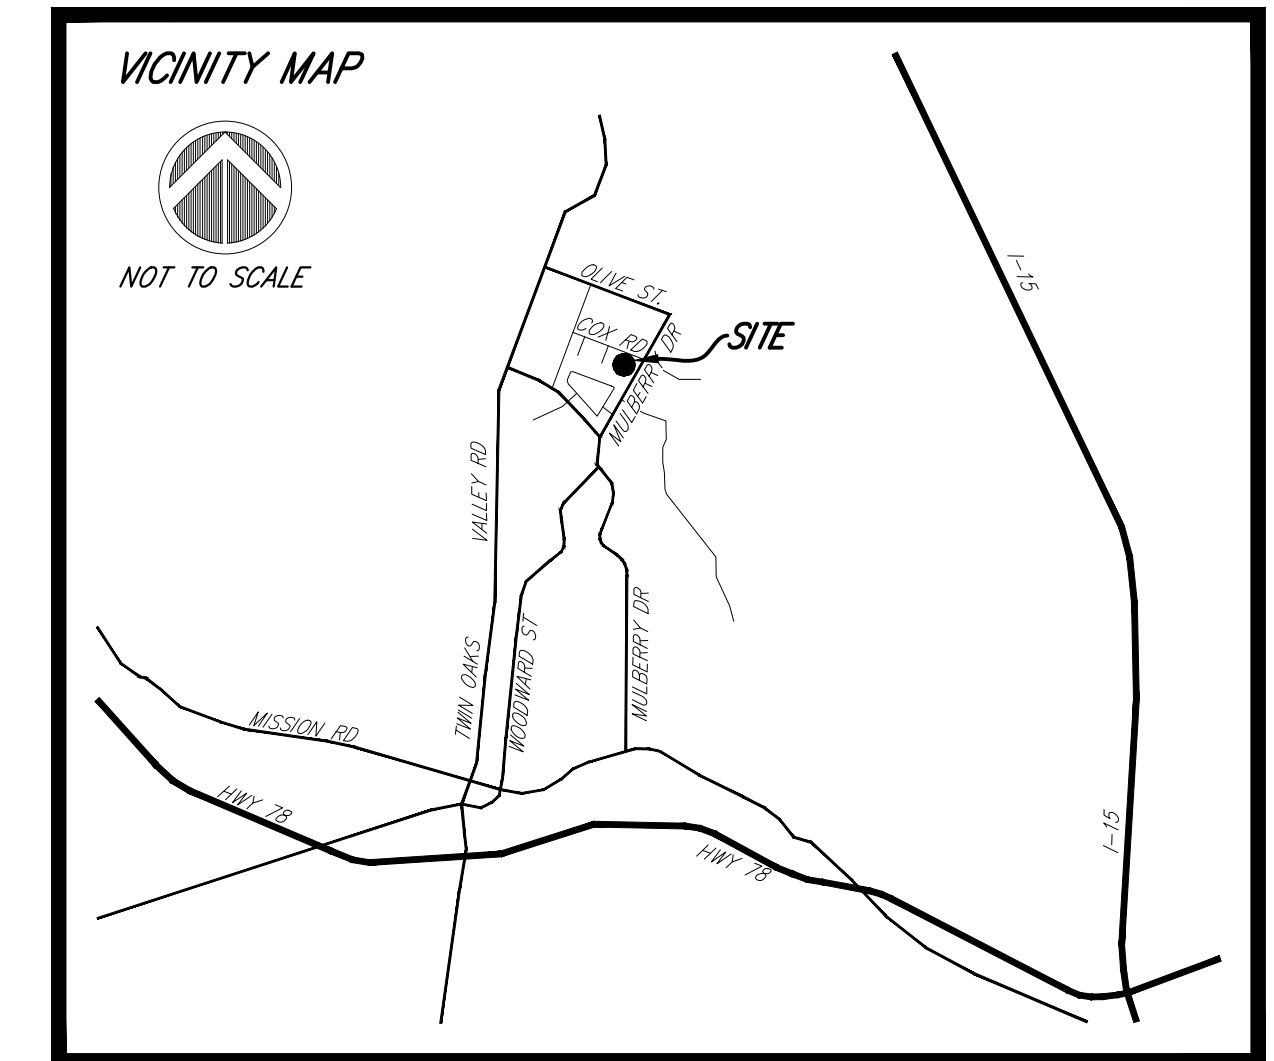 VICINITY MAP
NOT TO SCALE
I-15
OLIVE ST.
COX RD
MULBERRY DR
SITE
VALLEY RD
TWIN OAKS
WOODWARD ST
MULBERRY DR
MISSION RD
HWY 78
HWY 78
I-15